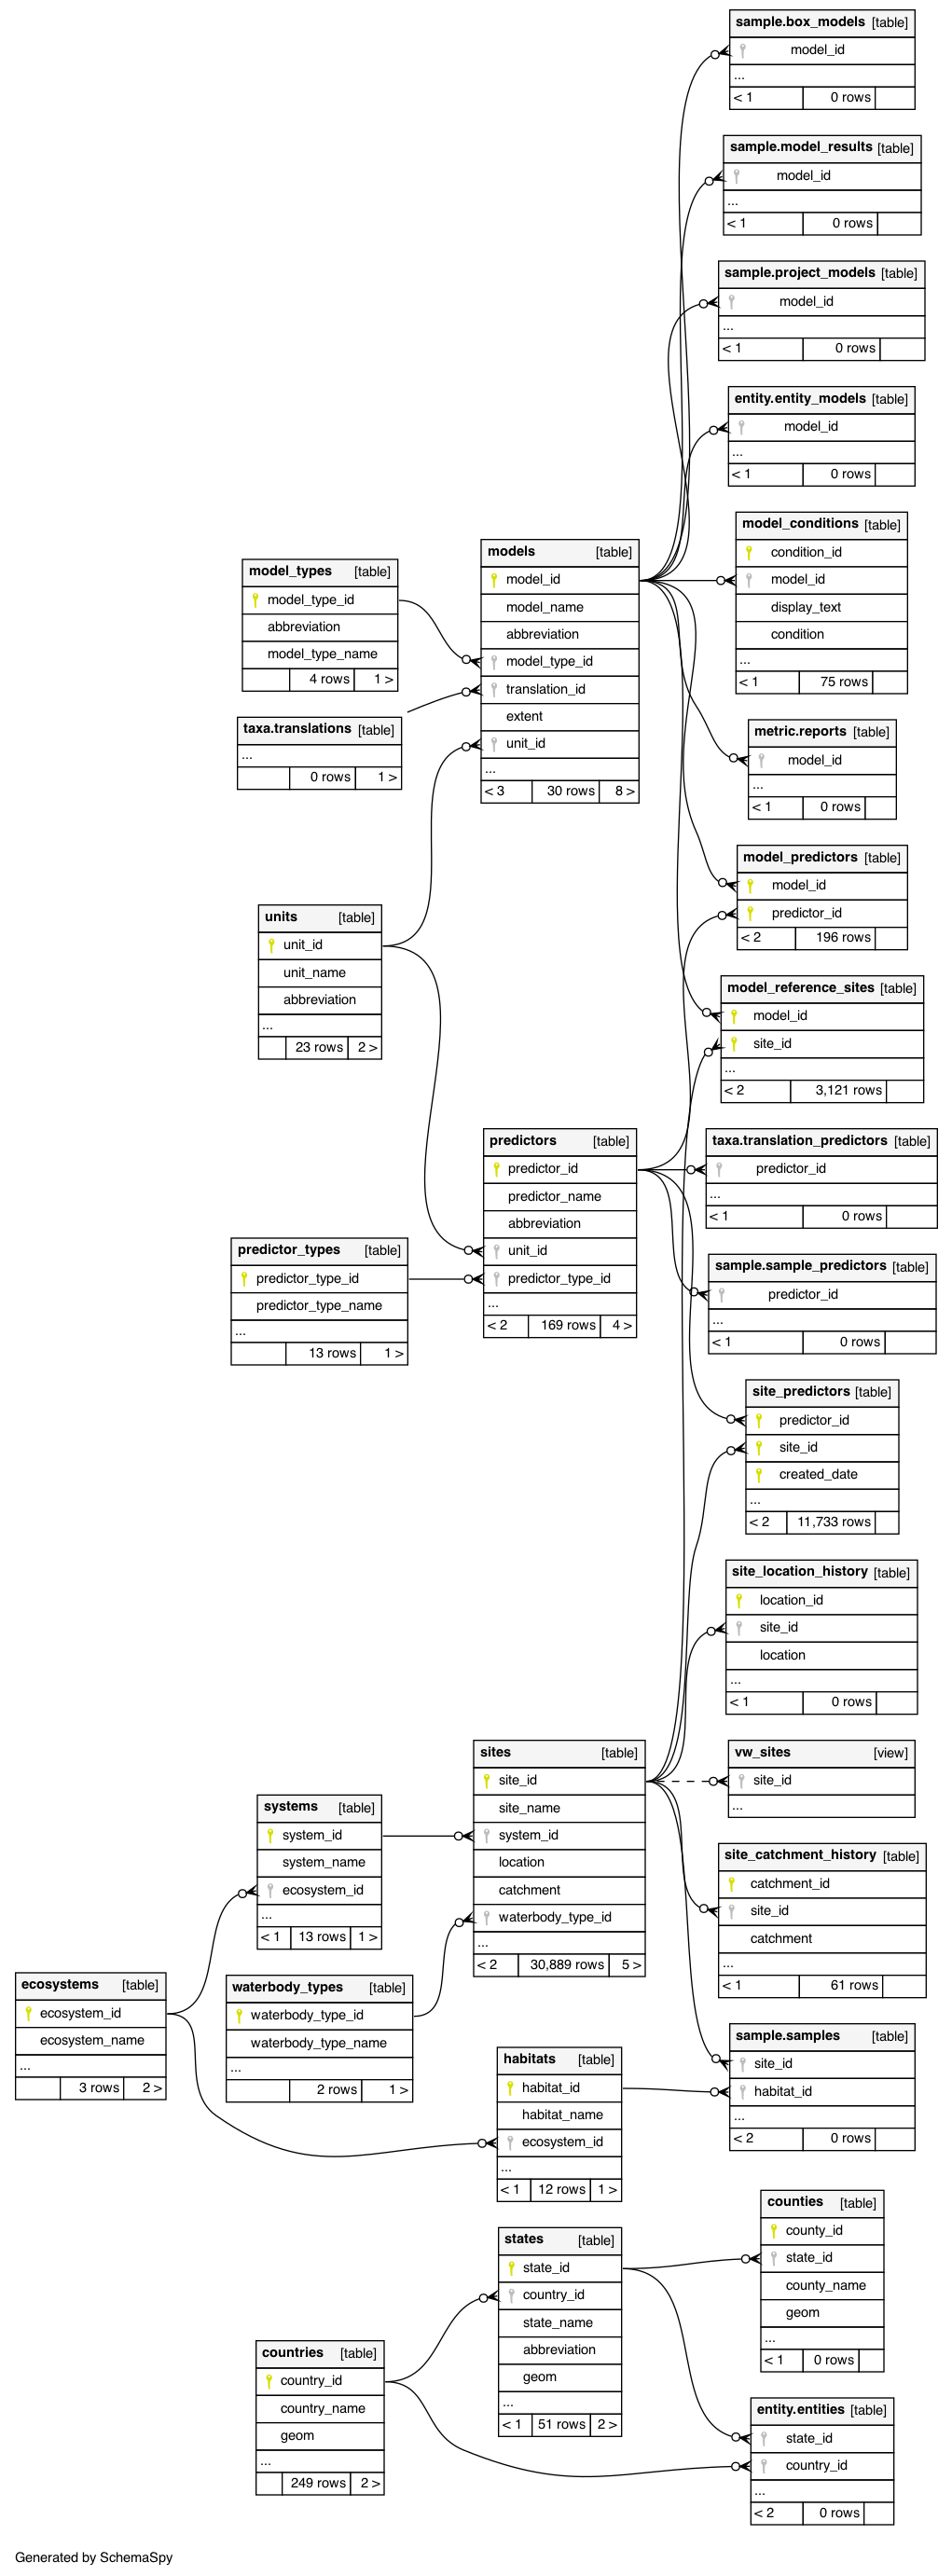 sample.box_models [table]
model_id
...
< 1 0 rows
sample.model_results [table]
model_id
...
< 1 0 rows
sample.project_models [table]
model_id
...
< 1 0 rows
entity.entity_models [table]
model_id
...
< 1 0 rows
model_conditions [table]
condition_id
model_id
display_text
condition
...
< 1 75 rows
models [table]
model_id
model_name
abbreviation
model_type_id
translation_id
extent
unit_id
...
< 3 30 rows 8 >
model_types [table]
model_type_id
abbreviation
model_type_name
4 rows 1 >
taxa.translations [table]
...
0 rows 1 >
metric.reports [table]
model_id
...
< 1 0 rows
model_predictors [table]
model_id
predictor_id
< 2 196 rows
units [table]
unit_id
unit_name
abbreviation
...
23 rows 2 >
model_reference_sites [table]
model_id
site_id
...
< 2 3,121 rows
predictors [table]
predictor_id
predictor_name
abbreviation
unit_id
predictor_type_id
...
< 2 169 rows 4 >
taxa.translation_predictors [table]
predictor_id
...
< 1 0 rows
predictor_types [table]
predictor_type_id
predictor_type_name
...
13 rows 1 >
sample.sample_predictors [table]
predictor_id
...
< 1 0 rows
site_predictors [table]
predictor_id
site_id
created_date
...
< 2 11,733 rows
site_location_history [table]
location_id
site_id
location
...
< 1 0 rows
sites [table]
site_id
site_name
system_id
location
catchment
waterbody_type_id
...
< 2 30,889 rows 5 >
vw_sites [view]
site_id
...
systems [table]
system_id
system_name
ecosystem_id
...
< 1 13 rows 1 >
site_catchment_history [table]
catchment_id
site_id
catchment
...
< 1 61 rows
ecosystems [table]
ecosystem_id
ecosystem_name
...
3 rows 2 >
waterbody_types [table]
waterbody_type_id
waterbody_type_name
...
2 rows 1 >
sample.samples [table]
site_id
habitat_id
...
< 2 0 rows
habitats [table]
habitat_id
habitat_name
ecosystem_id
...
< 1 12 rows 1 >
counties [table]
county_id
state_id
county_name
geom
...
< 1 0 rows
states [table]
state_id
country_id
state_name
abbreviation
geom
...
< 1 51 rows 2 >
countries [table]
country_id
country_name
geom
...
249 rows 2 >
entity.entities [table]
state_id
country_id
...
< 2 0 rows
Generated by SchemaSpy